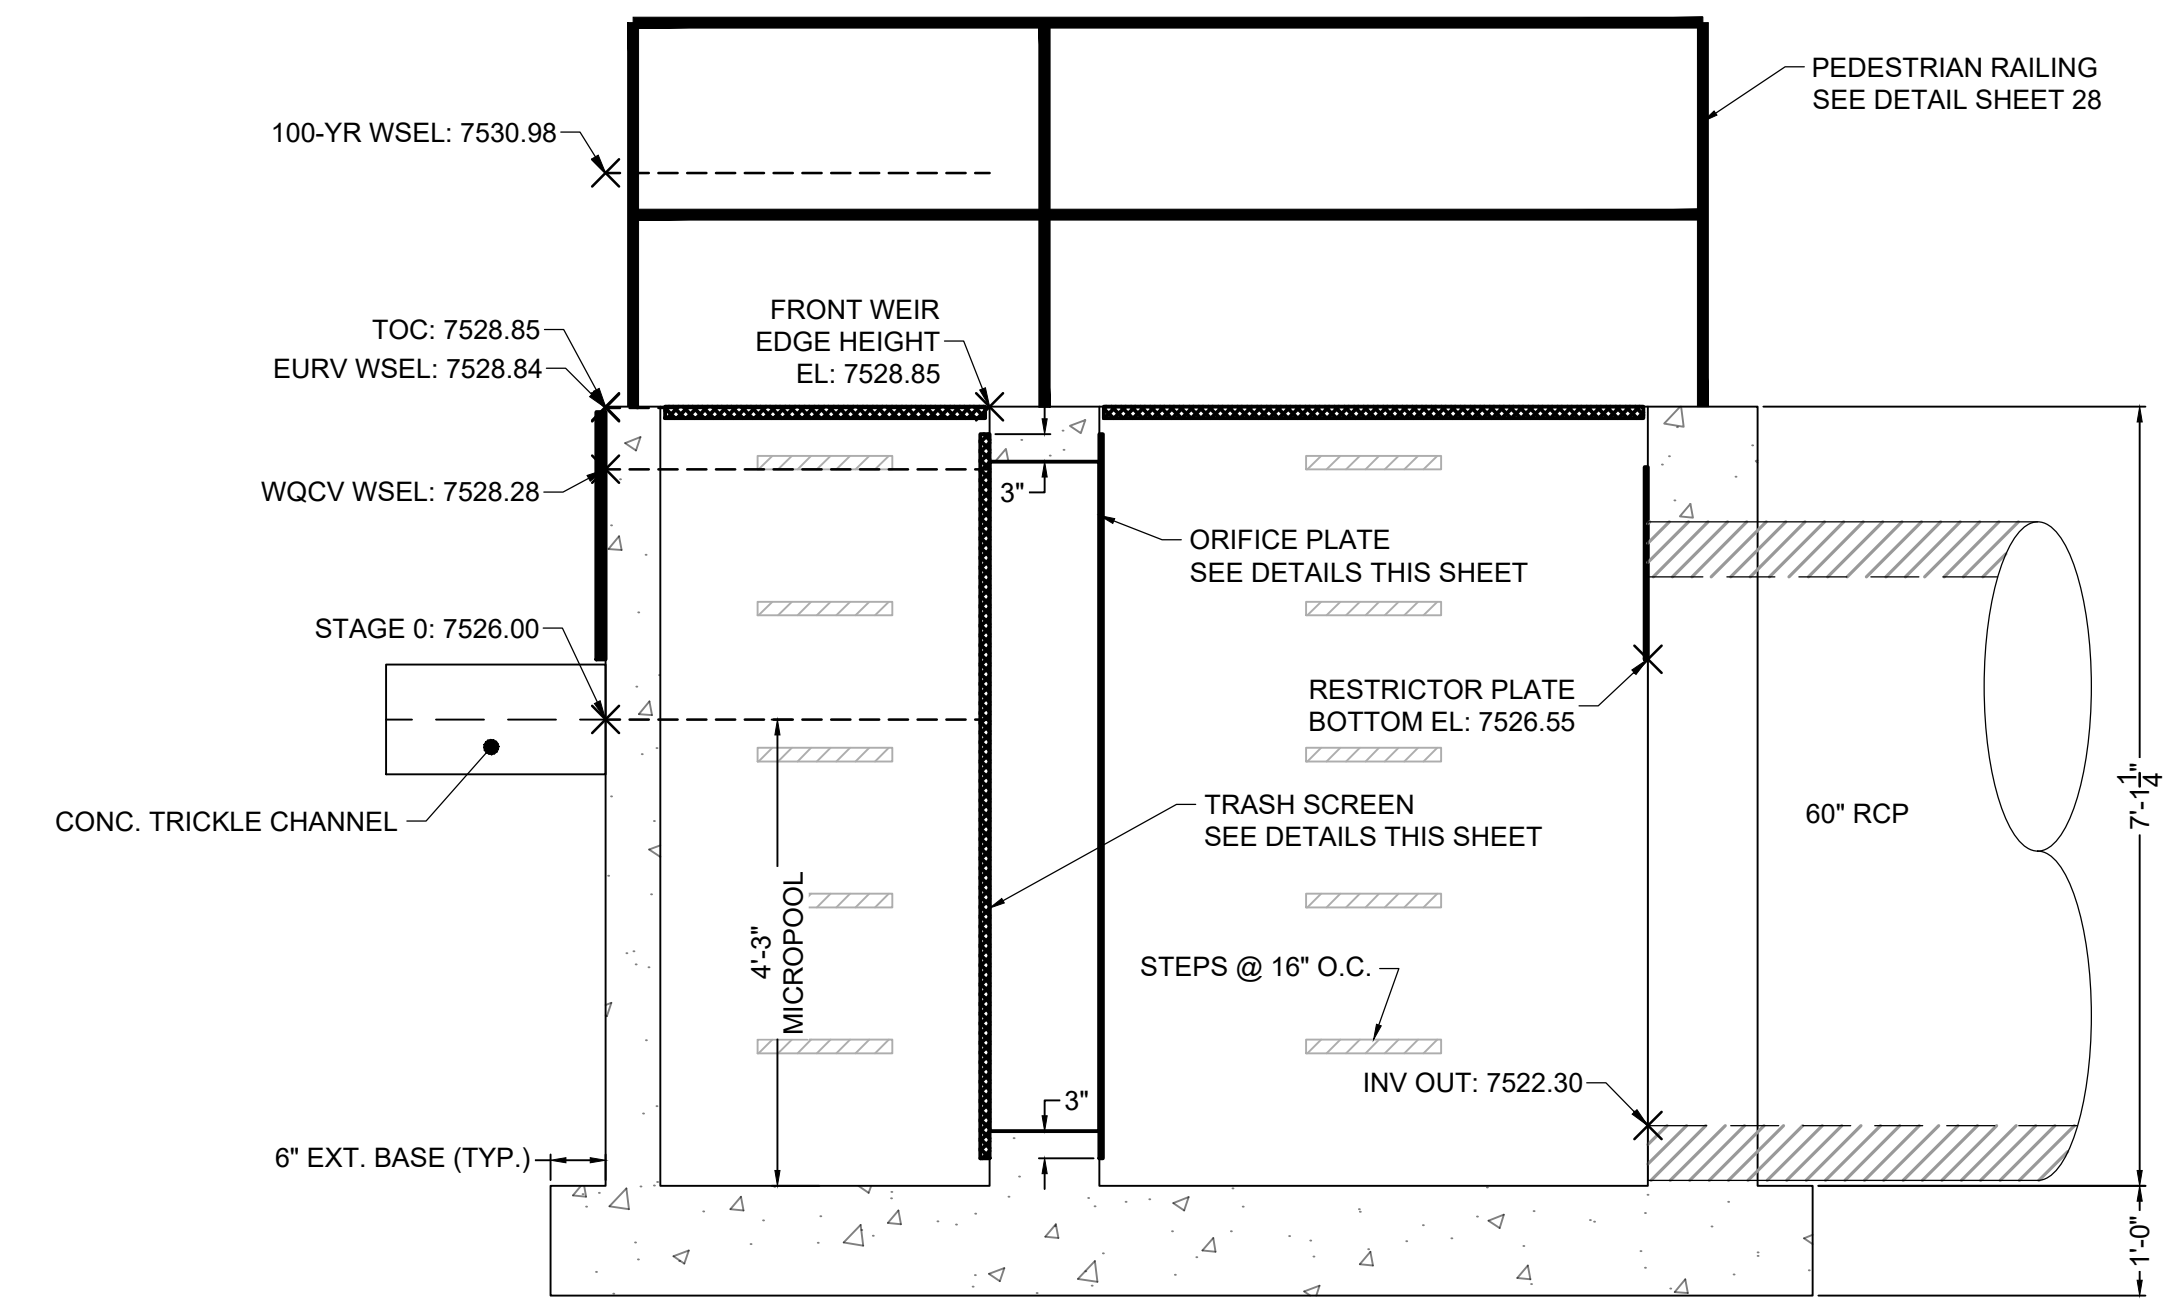 PEDESTRIAN RAILING
SEE DETAIL SHEET 28
100-YR WSEL: 7530.98
FRONT WEIR
EDGE HEIGHT
EL: 7528.85
TOC: 7528.85
EURV WSEL: 7528.84
WQCV WSEL: 7528.28
3"
ORIFICE PLATE
SEE DETAILS THIS SHEET
STAGE 0: 7526.00
RESTRICTOR PLATE
BOTTOM EL: 7526.55
CONC. TRICKLE CHANNEL
TRASH SCREEN
SEE DETAILS THIS SHEET
60" RCP
7'-1 1/4"
4'-3"
MICROPOOL
STEPS @ 16" O.C.
INV OUT: 7522.30
3"
6" EXT. BASE (TYP.)
1'-0"